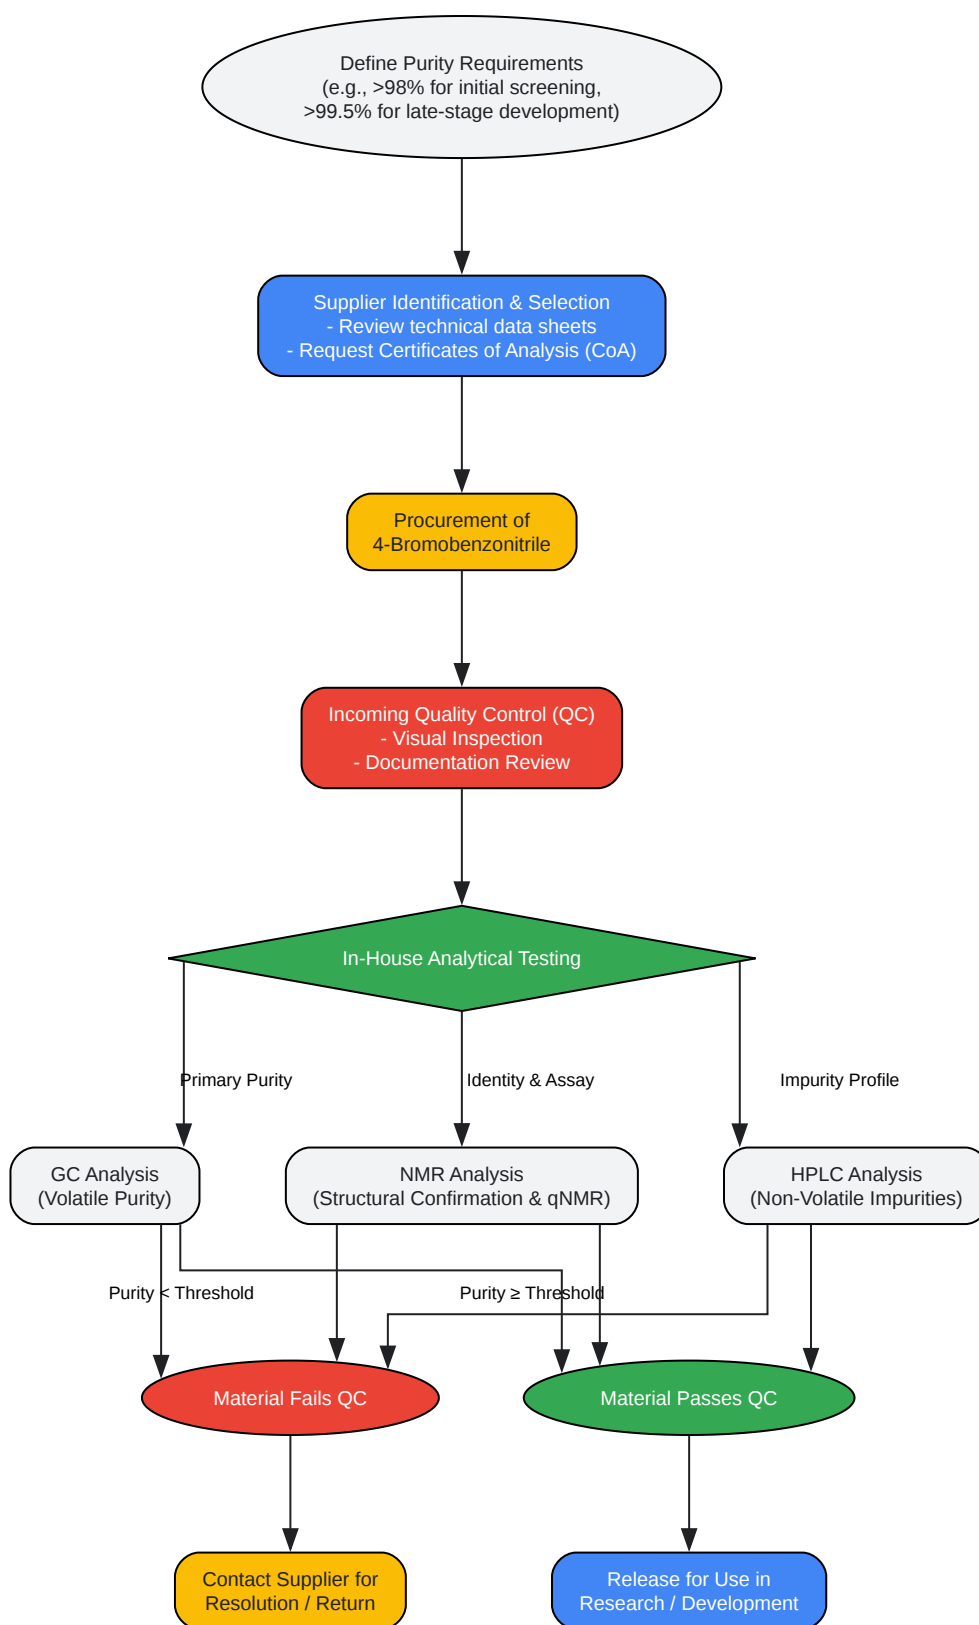 Define Purity Requirements
(e.g., >98% for initial screening,
>99.5% for late-stage development)
Supplier Identification & Selection
- Review technical data sheets
- Request Certificates of Analysis (CoA)
Procurement of
4-Bromobenzonitrile
Incoming Quality Control (QC)
- Visual Inspection
- Documentation Review
In-House Analytical Testing
Primary Purity
Identity & Assay
Impurity Profile
GC Analysis
(Volatile Purity)
NMR Analysis
(Structural Confirmation & qNMR)
HPLC Analysis
(Non-Volatile Impurities)
Purity < Threshold
Purity ≥ Threshold
Material Fails QC
Material Passes QC
Contact Supplier for
Resolution / Return
Release for Use in
Research / Development